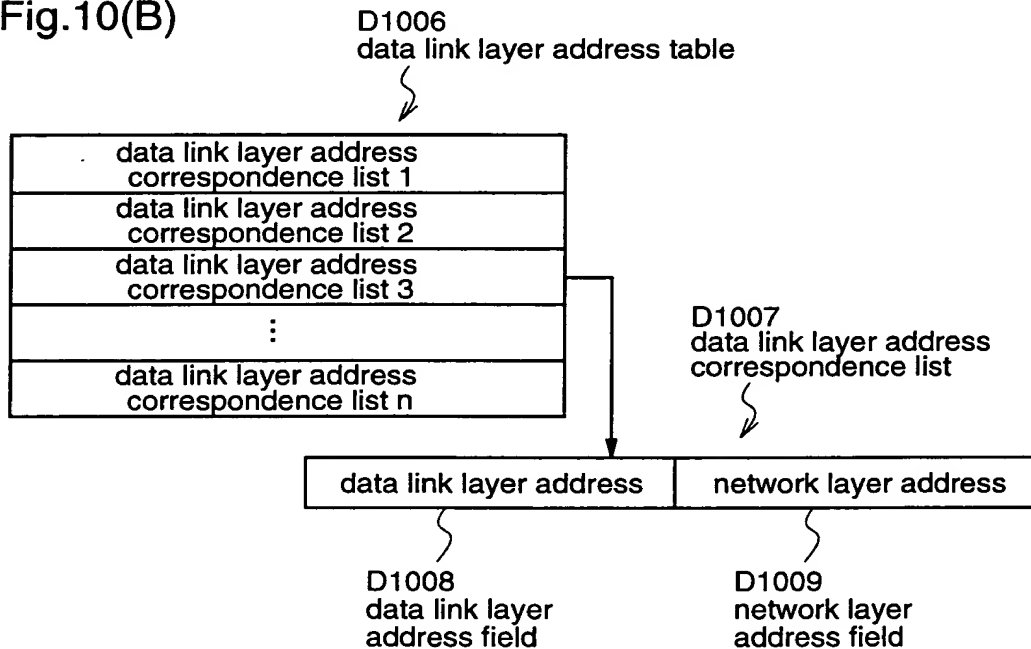 Fig.10(B)
D1006
data link layer address table
data link layer address
correspondence list 1
data link layer address
correspondence list 2
data link layer address
correspondence list 3
⋮
data link layer address
correspondence list n
D1007
data link layer address
correspondence list
data link layer address
network layer address
D1008
data link layer
address field
D1009
network layer
address field